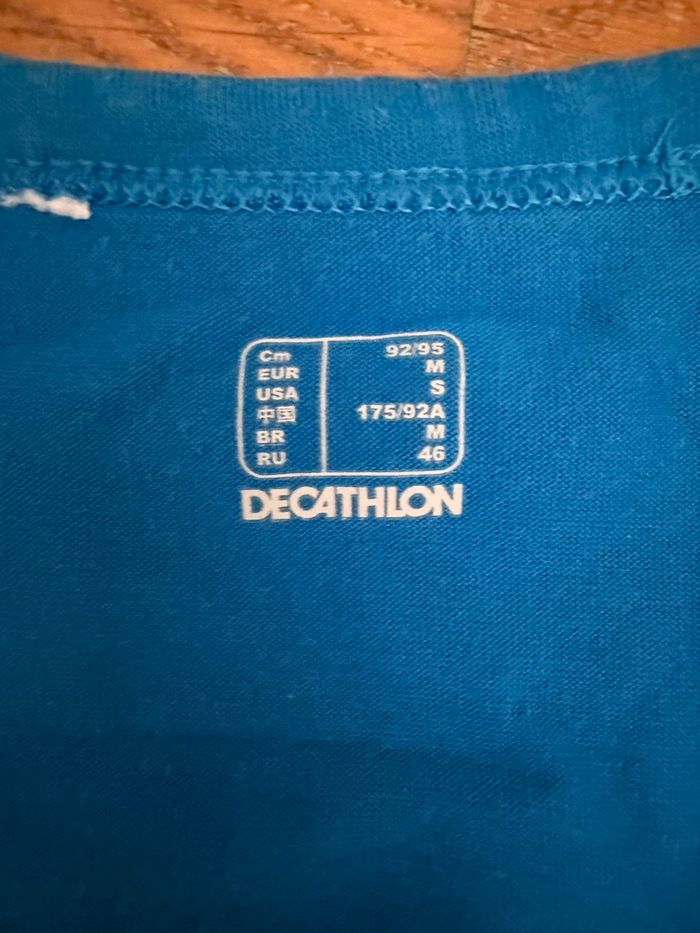 Cm 92/95
EUR M
USA S
中国 175/92A
BR M
RU 46
DECATHLON